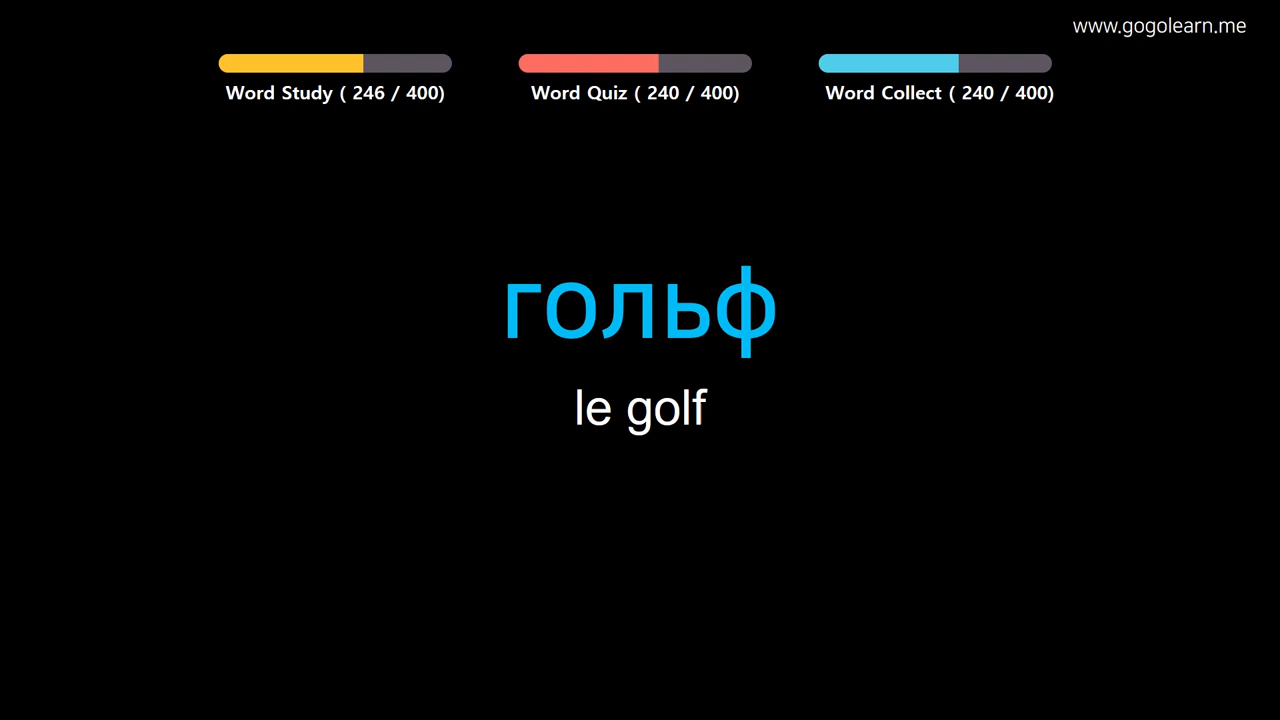 www.gogolearn.me
Word Study ( 246 / 400)
Word Quiz ( 240 / 400)
Word Collect ( 240 / 400)
гольф
le golf